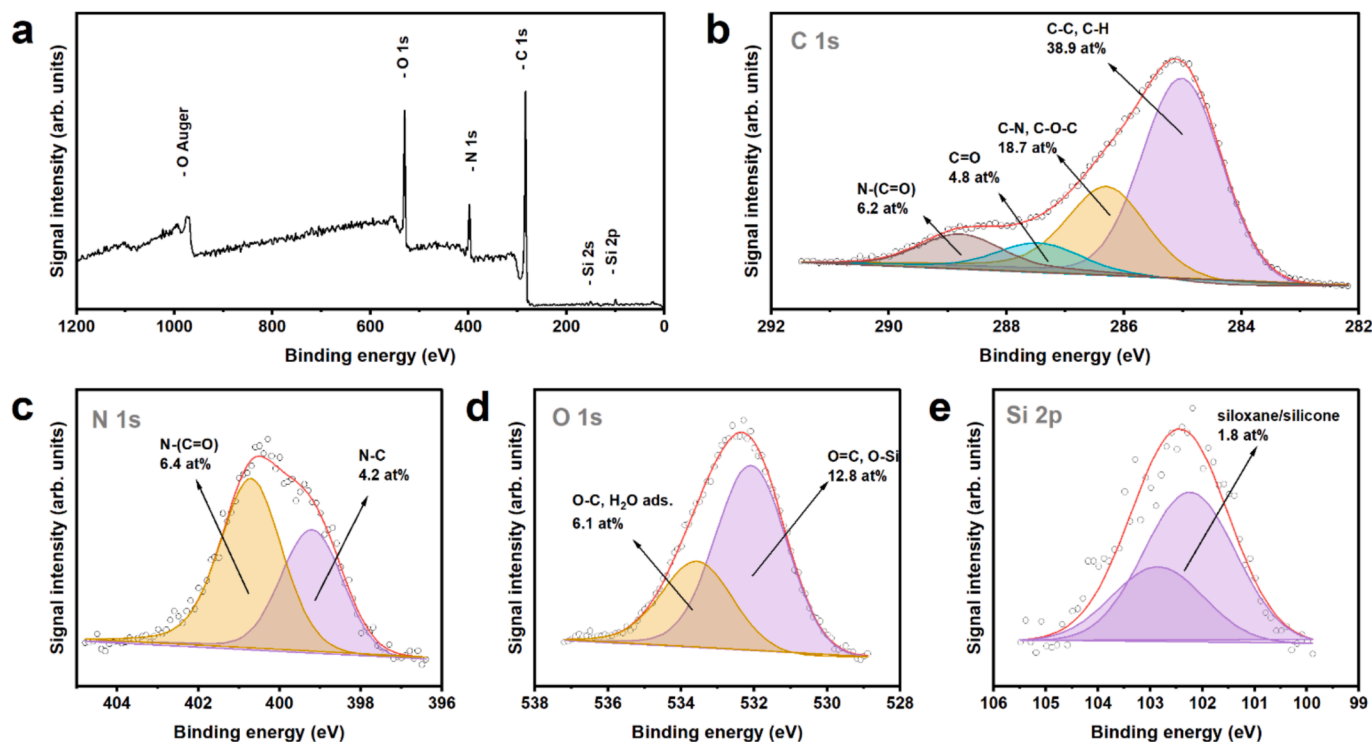 a
Signal intensity (arb. units)
- O Auger
- O 1s
- N 1s
- C 1s
- Si 2s
- Si 2p
1200 1000 800 600 400 200 0
Binding energy (eV)
b
C 1s
Signal intensity (arb. units)
C-C, C-H
38.9 at%
C-N, C-O-C
18.7 at%
C=O
4.8 at%
N-(C=O)
6.2 at%
292 290 288 286 284 282
Binding energy (eV)
c
N 1s
Signal intensity (arb. units)
N-(C=O)
6.4 at%
N-C
4.2 at%
404 402 400 398 396
Binding energy (eV)
d
O 1s
Signal intensity (arb. units)
O=C, O-Si
12.8 at%
O-C, H₂O ads.
6.1 at%
538 536 534 532 530 528
Binding energy (eV)
e
Si 2p
Signal intensity (arb. units)
siloxane/silicone
1.8 at%
106 105 104 103 102 101 100 99
Binding energy (eV)